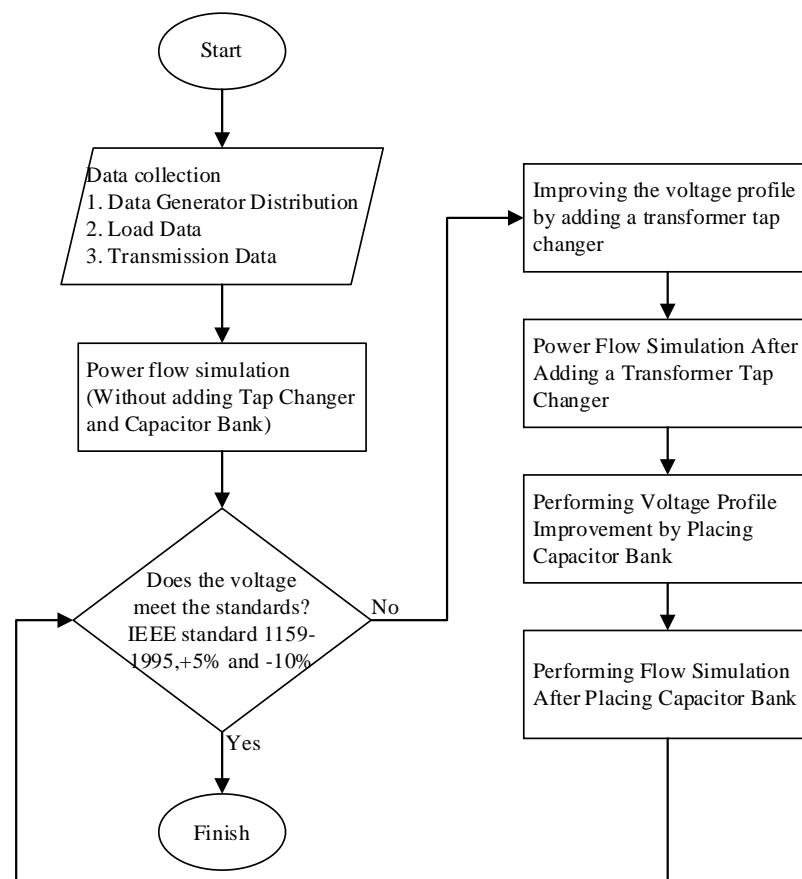 Start
Data collection
1. Data Generator Distribution
2. Load Data
3. Transmission Data
Power flow simulation
(Without adding Tap Changer
and Capacitor Bank)
Does the voltage
meet the standards?
IEEE standard 1159-
1995,+5% and -10%
No
Yes
Finish
Improving the voltage profile
by adding a transformer tap
changer
Power Flow Simulation After
Adding a Transformer Tap
Changer
Performing Voltage Profile
Improvement by Placing
Capacitor Bank
Performing Flow Simulation
After Placing Capacitor Bank